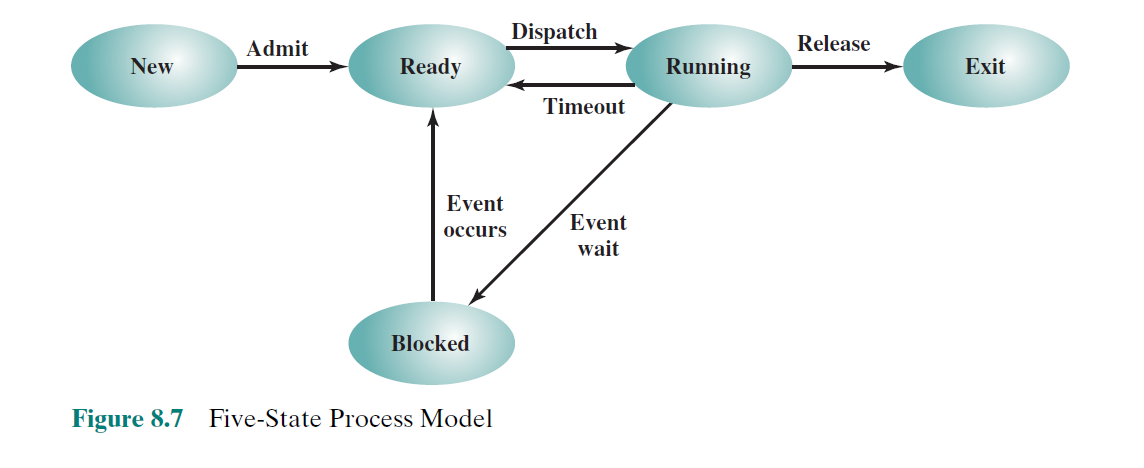 Dispatch
Admit
Release
New
Ready
Running
Exit
Timeout
Event
occurs
Event
wait
Blocked
Figure 8.7 Five-State Process Model